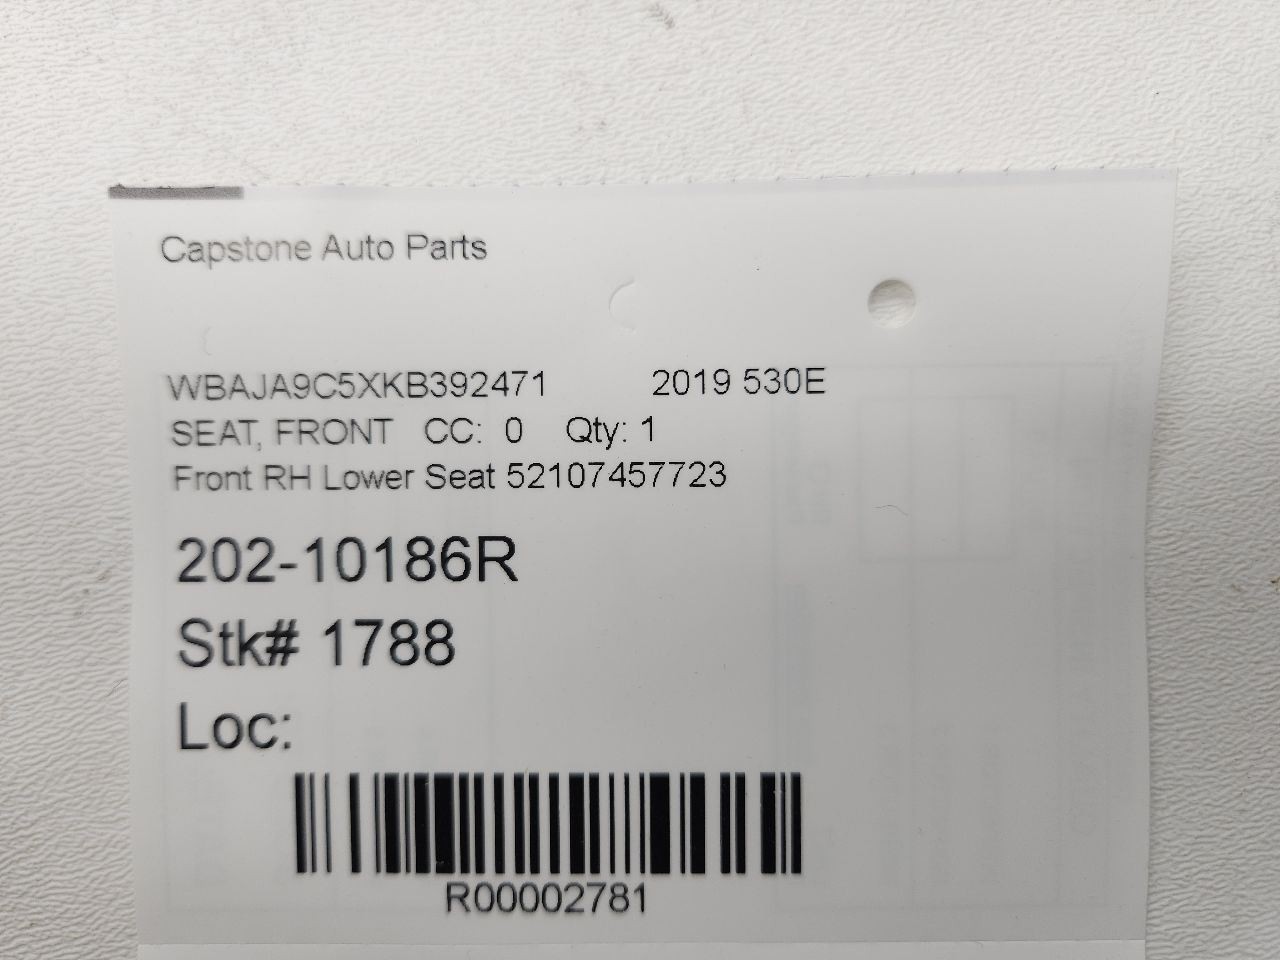 Capstone Auto Parts
WBAJA9C5XKB392471 2019 530E
SEAT, FRONT CC: 0 Qty: 1
Front RH Lower Seat 52107457723
202-10186R
Stk# 1788
Loc:
R00002781